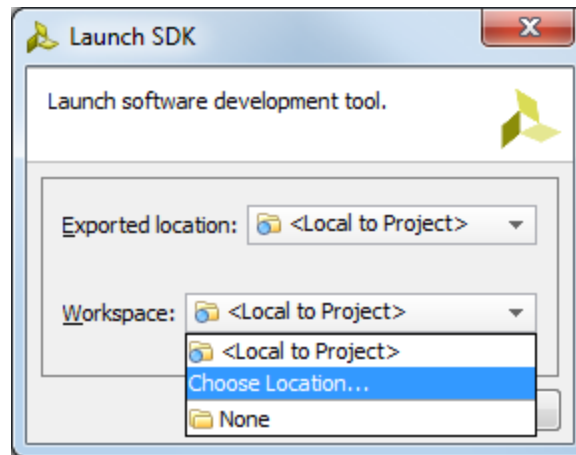 Launch SDK
Launch software development tool.
Exported location: <Local to Project>
Workspace: <Local to Project>
<Local to Project>
Choose Location...
None